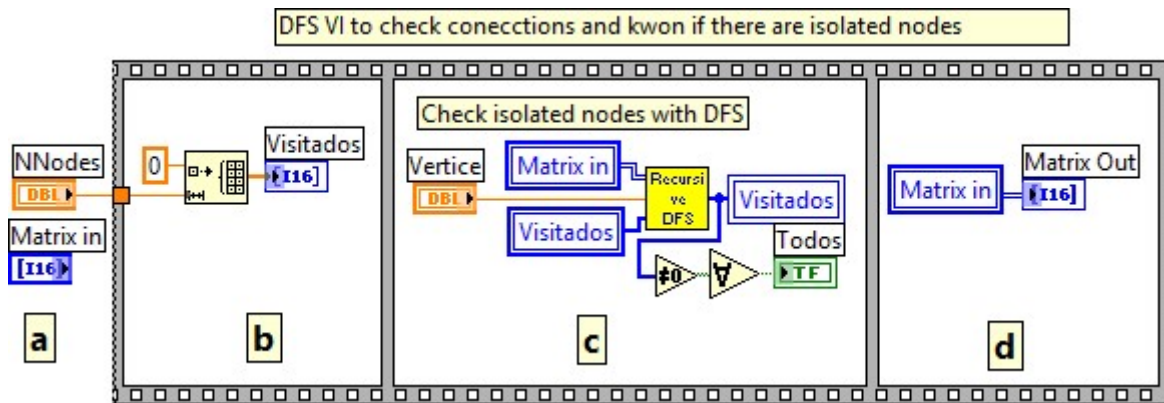 DFS VI to check conecctions and kwon if there are isolated nodes
NNodes
DBL
Matrix in
[I16]
a
0
Visitados
[I16]
b
Check isolated nodes with DFS
Vertice
DBL
Matrix in
Visitados
Recursi
ve
DFS
Visitados
Todos
≠0
∀
TF
c
Matrix in
Matrix Out
[I16]
d